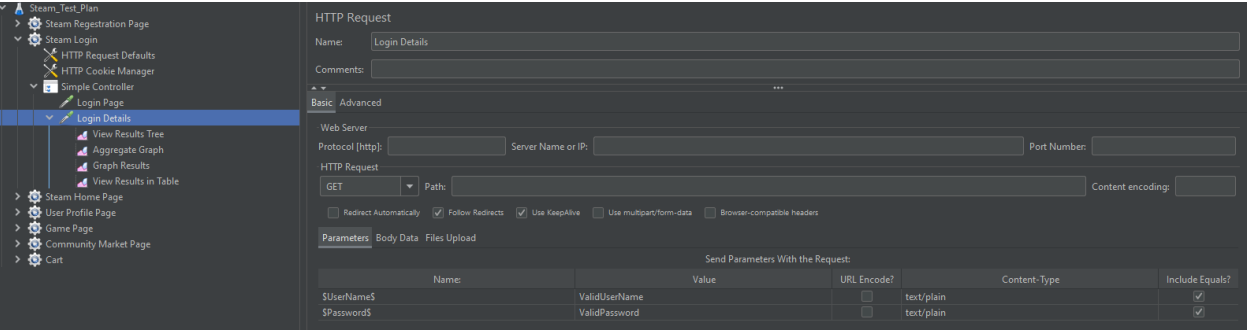 Steam_Test_Plan
Steam Regestration Page
Steam Login
HTTP Request Defaults
HTTP Cookie Manager
Simple Controller
Login Page
Login Details
View Results Tree
Aggregate Graph
Graph Results
View Results in Table
Steam Home Page
User Profile Page
Game Page
Community Market Page
Cart
HTTP Request
Name: Login Details
Comments:
Basic Advanced
Web Server
Protocol [http]: Server Name or IP: Port Number:
HTTP Request
GET Path: Content encoding:
Redirect Automatically Follow Redirects Use KeepAlive Use multipart/form-data Browser-compatible headers
Parameters Body Data Files Upload
Send Parameters With the Request:
Name: Value URL Encode? Content-Type Include Equals?
$UserName$ ValidUserName text/plain
$Password$ ValidPassword text/plain